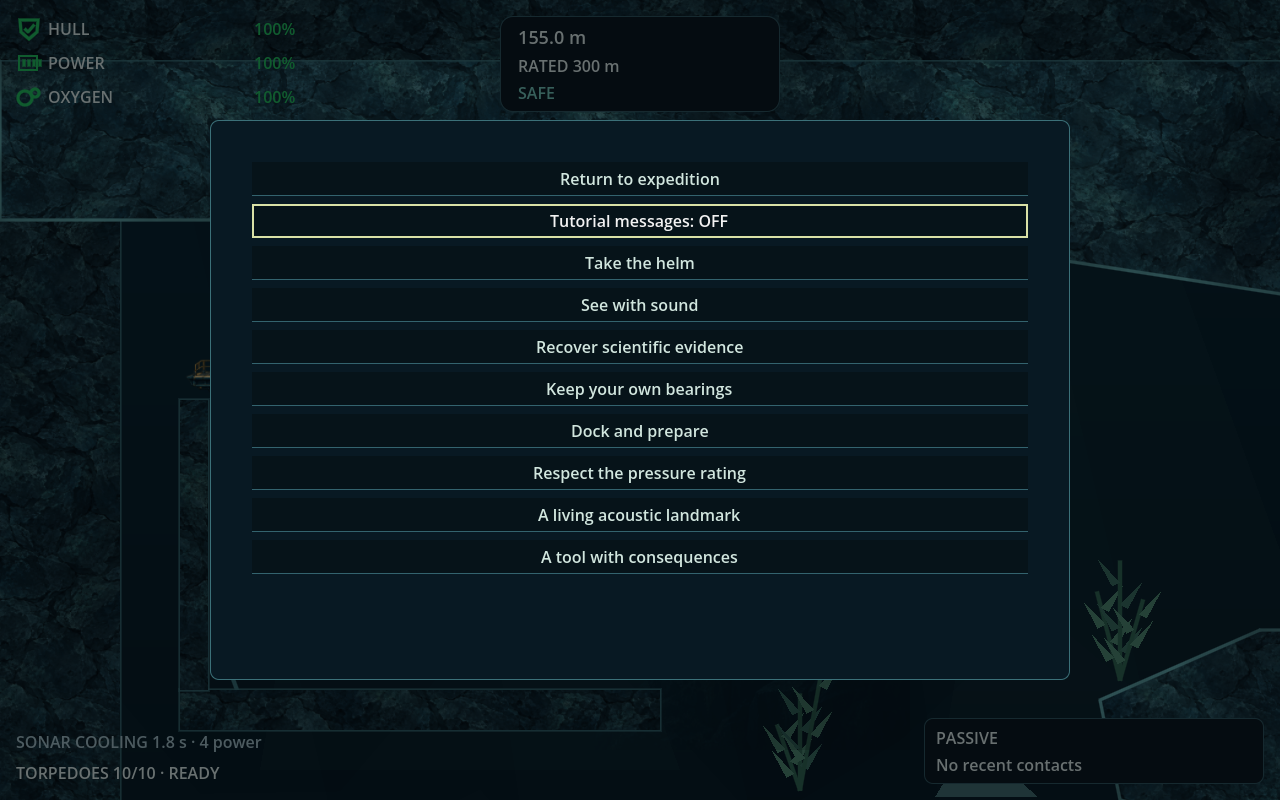 HULL 100%
POWER 100%
OXYGEN 100%
155.0 m
RATED 300 m
SAFE
Return to expedition
Tutorial messages: OFF
Take the helm
See with sound
Recover scientific evidence
Keep your own bearings
Dock and prepare
Respect the pressure rating
A living acoustic landmark
A tool with consequences
SONAR COOLING 1.8 s · 4 power
TORPEDOES 10/10 · READY
PASSIVE
No recent contacts